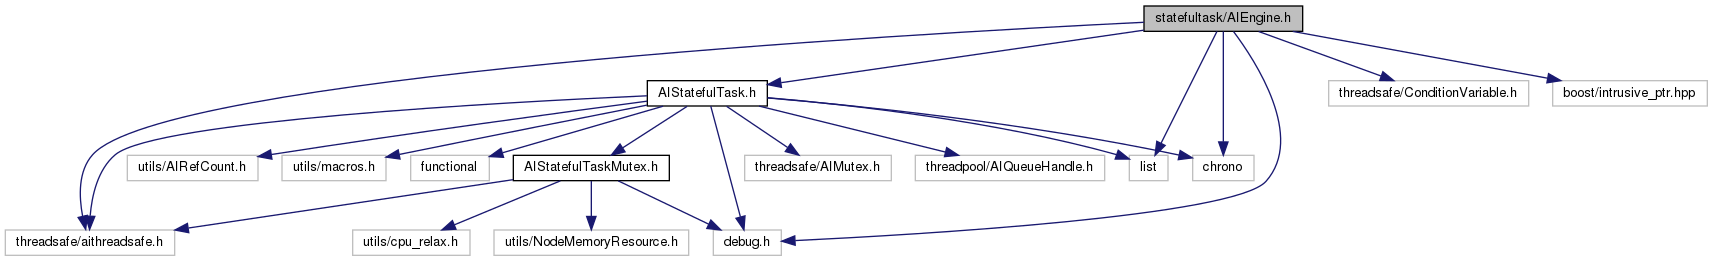 statefultask/AIEngine.h
AIStatefulTask.h
threadsafe/ConditionVariable.h
boost/intrusive_ptr.hpp
utils/AIRefCount.h
utils/macros.h
functional
AIStatefulTaskMutex.h
threadsafe/AIMutex.h
threadpool/AIQueueHandle.h
list
chrono
threadsafe/aithreadsafe.h
utils/cpu_relax.h
utils/NodeMemoryResource.h
debug.h